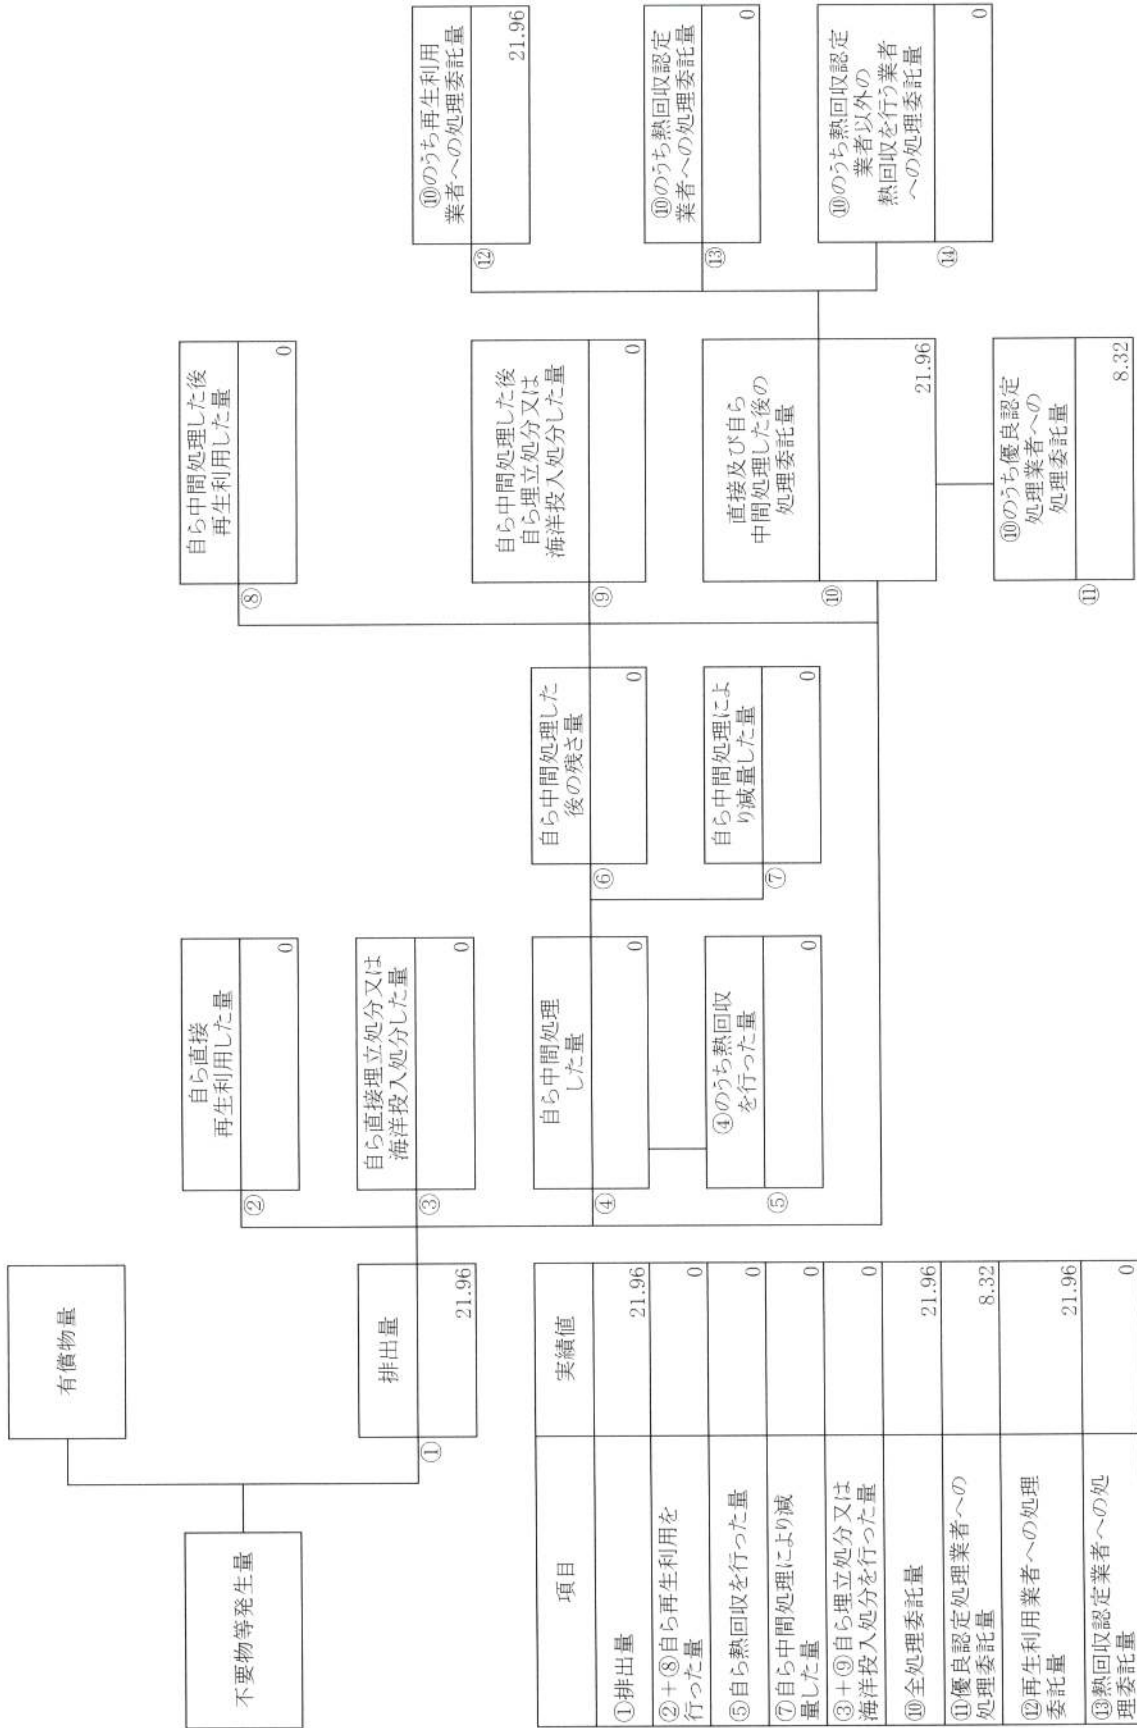 不要物等発生量
有償物量
排出量
①
21.96
自ら直接
再生利用した量
②
0
自ら直接埋立処分又は
海洋投入処分した量
③
0
自ら中間処理
した量
④
0
④のうち熱回収
を行った量
⑤
0
自ら中間処理した
後の残さ量
⑥
0
自ら中間処理によ
り減量した量
⑦
0
自ら中間処理した後
再生利用した量
⑧
0
自ら中間処理した後
自ら埋立処分又は
海洋投入処分した量
⑨
0
直接及び自ら
中間処理した後の
処理委託量
⑩
21.96
⑩のうち優良認定
処理業者への
処理委託量
⑪
8.32
⑩のうち再生利用
業者への処理委託量
⑫
21.96
⑩のうち熱回収認定
業者への処理委託量
⑬
0
⑩のうち熱回収認定
業者以外の
熱回収を行う業者
への処理委託量
⑭
0
項目 実績値
①排出量 21.96
②+⑧自ら再生利用を
行った量 0
⑤自ら熱回収を行った量 0
⑦自ら中間処理により減
量した量 0
③+⑨自ら埋立処分又は
海洋投入処分を行った量 0
⑩全処理委託量 21.96
⑪優良認定処理業者への
処理委託量 8.32
⑫再生利用業者への処理
委託量 21.96
⑬熱回収認定業者への処
理委託量 0